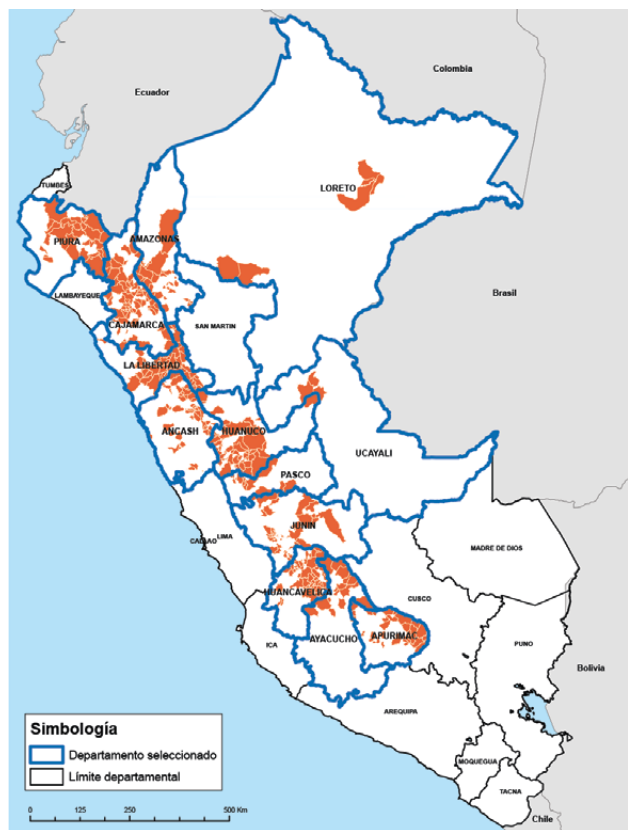 Colombia
Ecuador
TUMBES
LORETO
PIURA
AMAZONAS
Brasil
LAMBAYEQUE
CAJAMARCA
SAN MARTIN
LA LIBERTAD
ANCASH
HUANUCO
UCAYALI
PASCO
JUNIN
CALLAO
LIMA
MADRE DE DIOS
HUANCAVELICA
CUSCO
AYACUCHO
APURIMAC
ICA
PUNO
Bolivia
AREQUIPA
MOQUEGUA
TACNA
Chile
Simbología
Departamento seleccionado
Límite departamental
0 125 250 500 Km